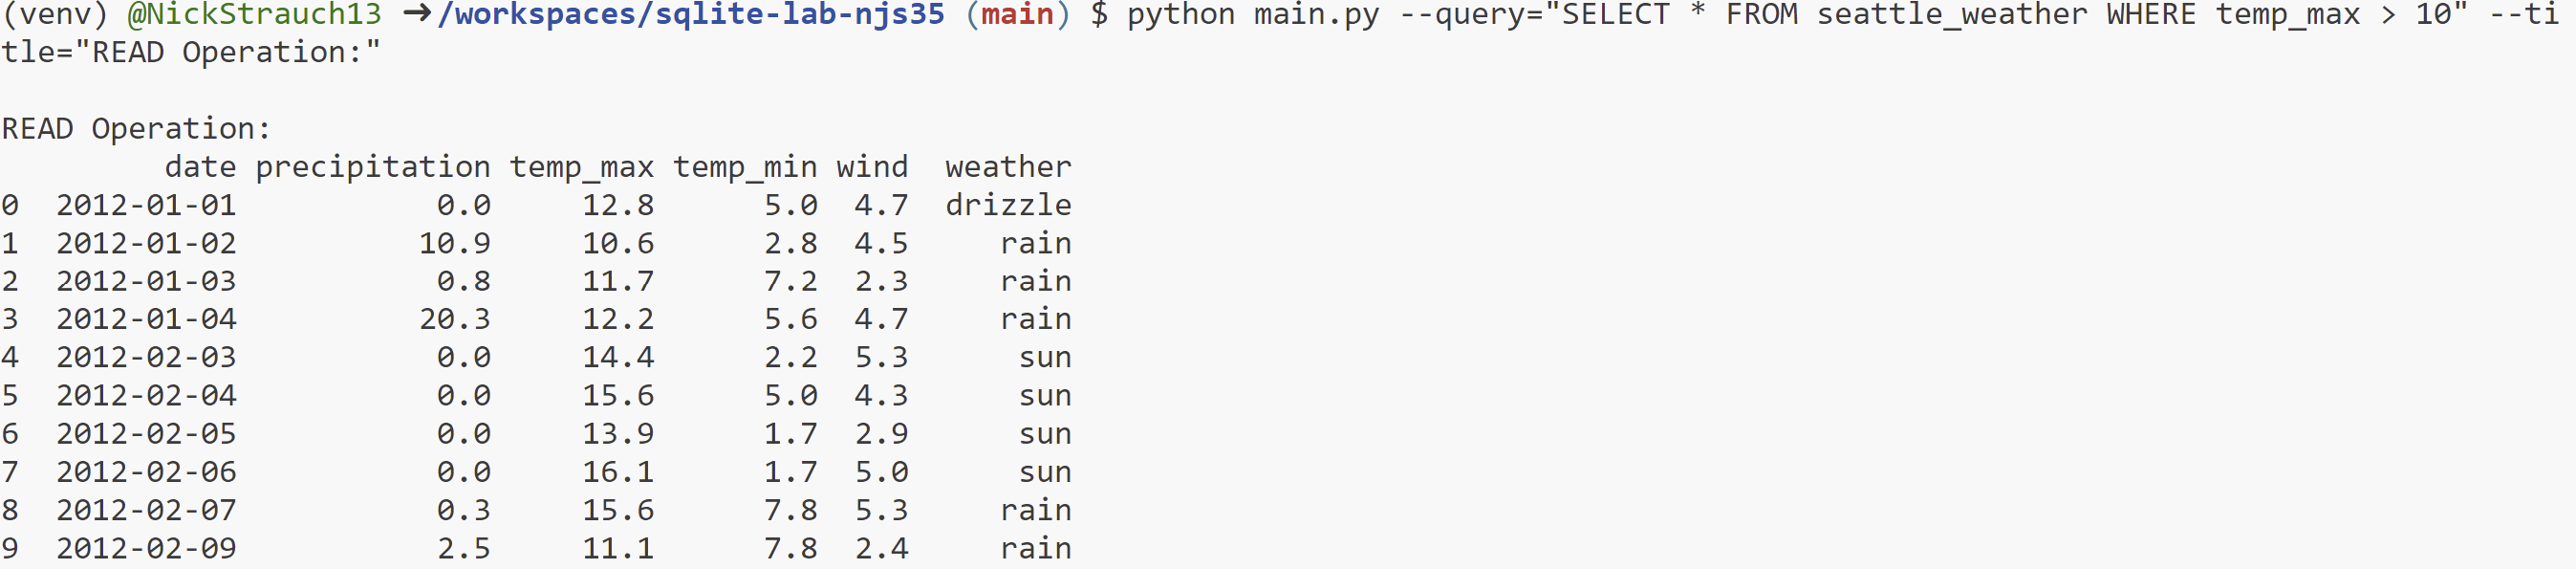 (venv) @NickStrauch13 ➜/workspaces/sqlite-lab-njs35 (main) $ python main.py --query="SELECT * FROM seattle_weather WHERE temp_max > 10" --ti
tle="READ Operation:"
READ Operation:
date precipitation temp_max temp_min wind weather
0 2012-01-01 0.0 12.8 5.0 4.7 drizzle
1 2012-01-02 10.9 10.6 2.8 4.5 rain
2 2012-01-03 0.8 11.7 7.2 2.3 rain
3 2012-01-04 20.3 12.2 5.6 4.7 rain
4 2012-02-03 0.0 14.4 2.2 5.3 sun
5 2012-02-04 0.0 15.6 5.0 4.3 sun
6 2012-02-05 0.0 13.9 1.7 2.9 sun
7 2012-02-06 0.0 16.1 1.7 5.0 sun
8 2012-02-07 0.3 15.6 7.8 5.3 rain
9 2012-02-09 2.5 11.1 7.8 2.4 rain